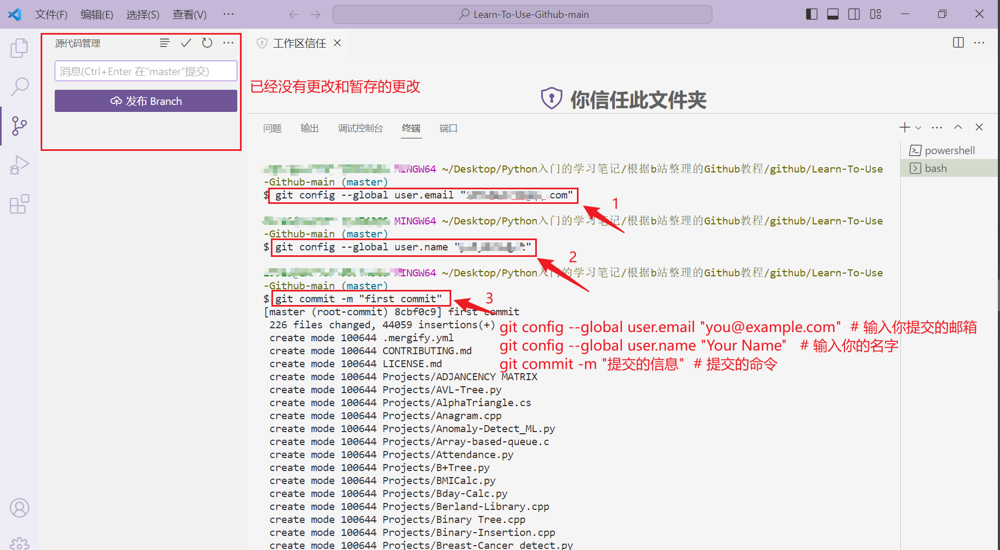 文件(F) 编辑(E) 选择(S) 查看(V) ··· Learn-To-Use-Github-main
源代码管理
工作区信任
消息(Ctrl+Enter 在“master”提交)
发布 Branch
已经没有更改和暂存的更改
你信任此文件夹
问题 输出 调试控制台 终端 端口
powershell
bash
MINGW64 ~/Desktop/Python入门的学习笔记/根据b站整理的Github教程/github/Learn-To-Use
-Github-main (master)
$ git config --global user.email " com"
1
MINGW64 ~/Desktop/Python入门的学习笔记/根据b站整理的Github教程/github/Learn-To-Use
-Github-main (master)
$ git config --global user.name " "
2
MINGW64 ~/Desktop/Python入门的学习笔记/根据b站整理的Github教程/github/Learn-To-Use
-Github-main (master)
$ git commit -m "first commit"
3
[master (root-commit) 8cbf0c9] first commit
226 files changed, 44059 insertions(+)
git config --global user.email "you@example.com" # 输入你提交的邮箱
create mode 100644 .mergify.yml
git config --global user.name "Your Name" # 输入你的名字
create mode 100644 CONTRIBUTING.md
create mode 100644 LICENSE.md
git commit -m "提交的信息" # 提交的命令
create mode 100644 Projects/ADJANCENCY MATRIX
create mode 100644 Projects/AVL-Tree.py
create mode 100644 Projects/AlphaTriangle.cs
create mode 100644 Projects/Anagram.cpp
create mode 100644 Projects/Anomaly-Detect_ML.py
create mode 100644 Projects/Array-based-queue.c
create mode 100644 Projects/Attendance.py
create mode 100644 Projects/B+Tree.py
create mode 100644 Projects/BMICalc.py
create mode 100644 Projects/Bday-Calc.py
create mode 100644 Projects/Berland-Library.cpp
create mode 100644 Projects/Binary Tree.cpp
create mode 100644 Projects/Binary-Insertion.cpp
create mode 100644 Projects/Breast-Cancer detect.py